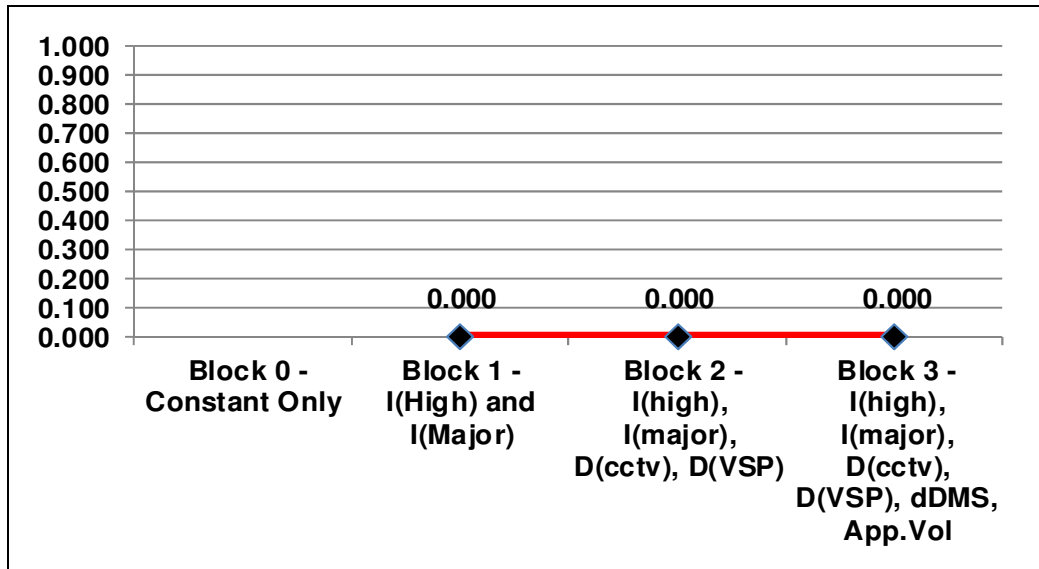 1.000
0.900
0.800
0.700
0.600
0.500
0.400
0.300
0.200
0.100
0.000
0.000 0.000 0.000
Block 0 -
Constant Only
Block 1 -
I(High) and
I(Major)
Block 2 -
I(high),
I(major),
D(cctv), D(VSP)
Block 3 -
I(high),
I(major),
D(cctv),
D(VSP), dDMS,
App.Vol